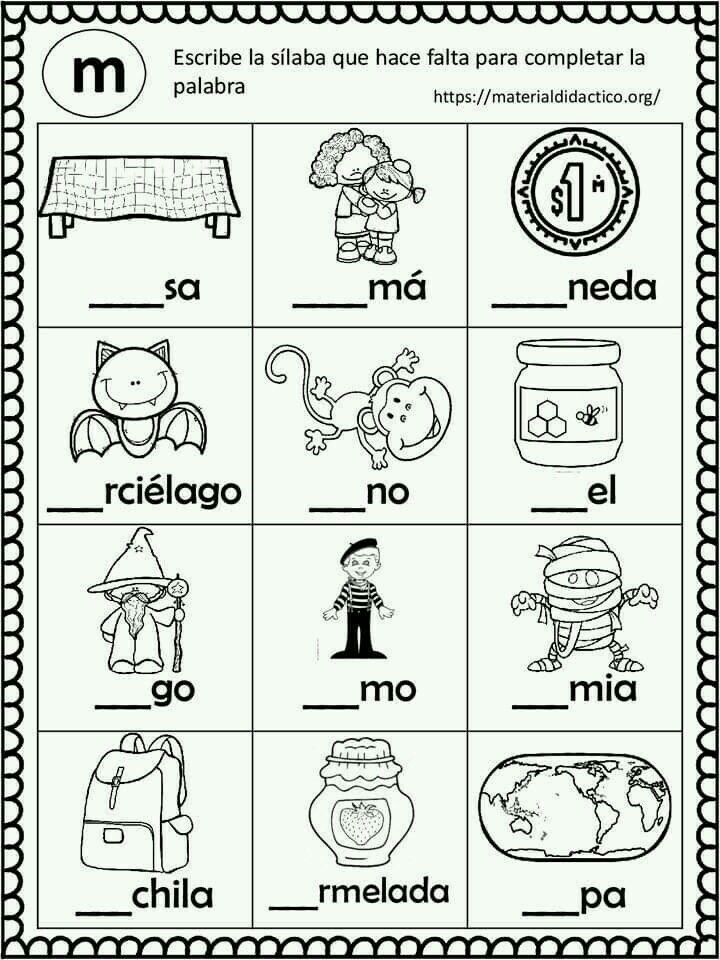 m
Escribe la sílaba que hace falta para completar la
palabra
https://materialdidactico.org/
$1 M
____sa ____má ____neda
___rciélago ___no ___el
___go ___mo ___mia
___chila ___rmelada ___pa